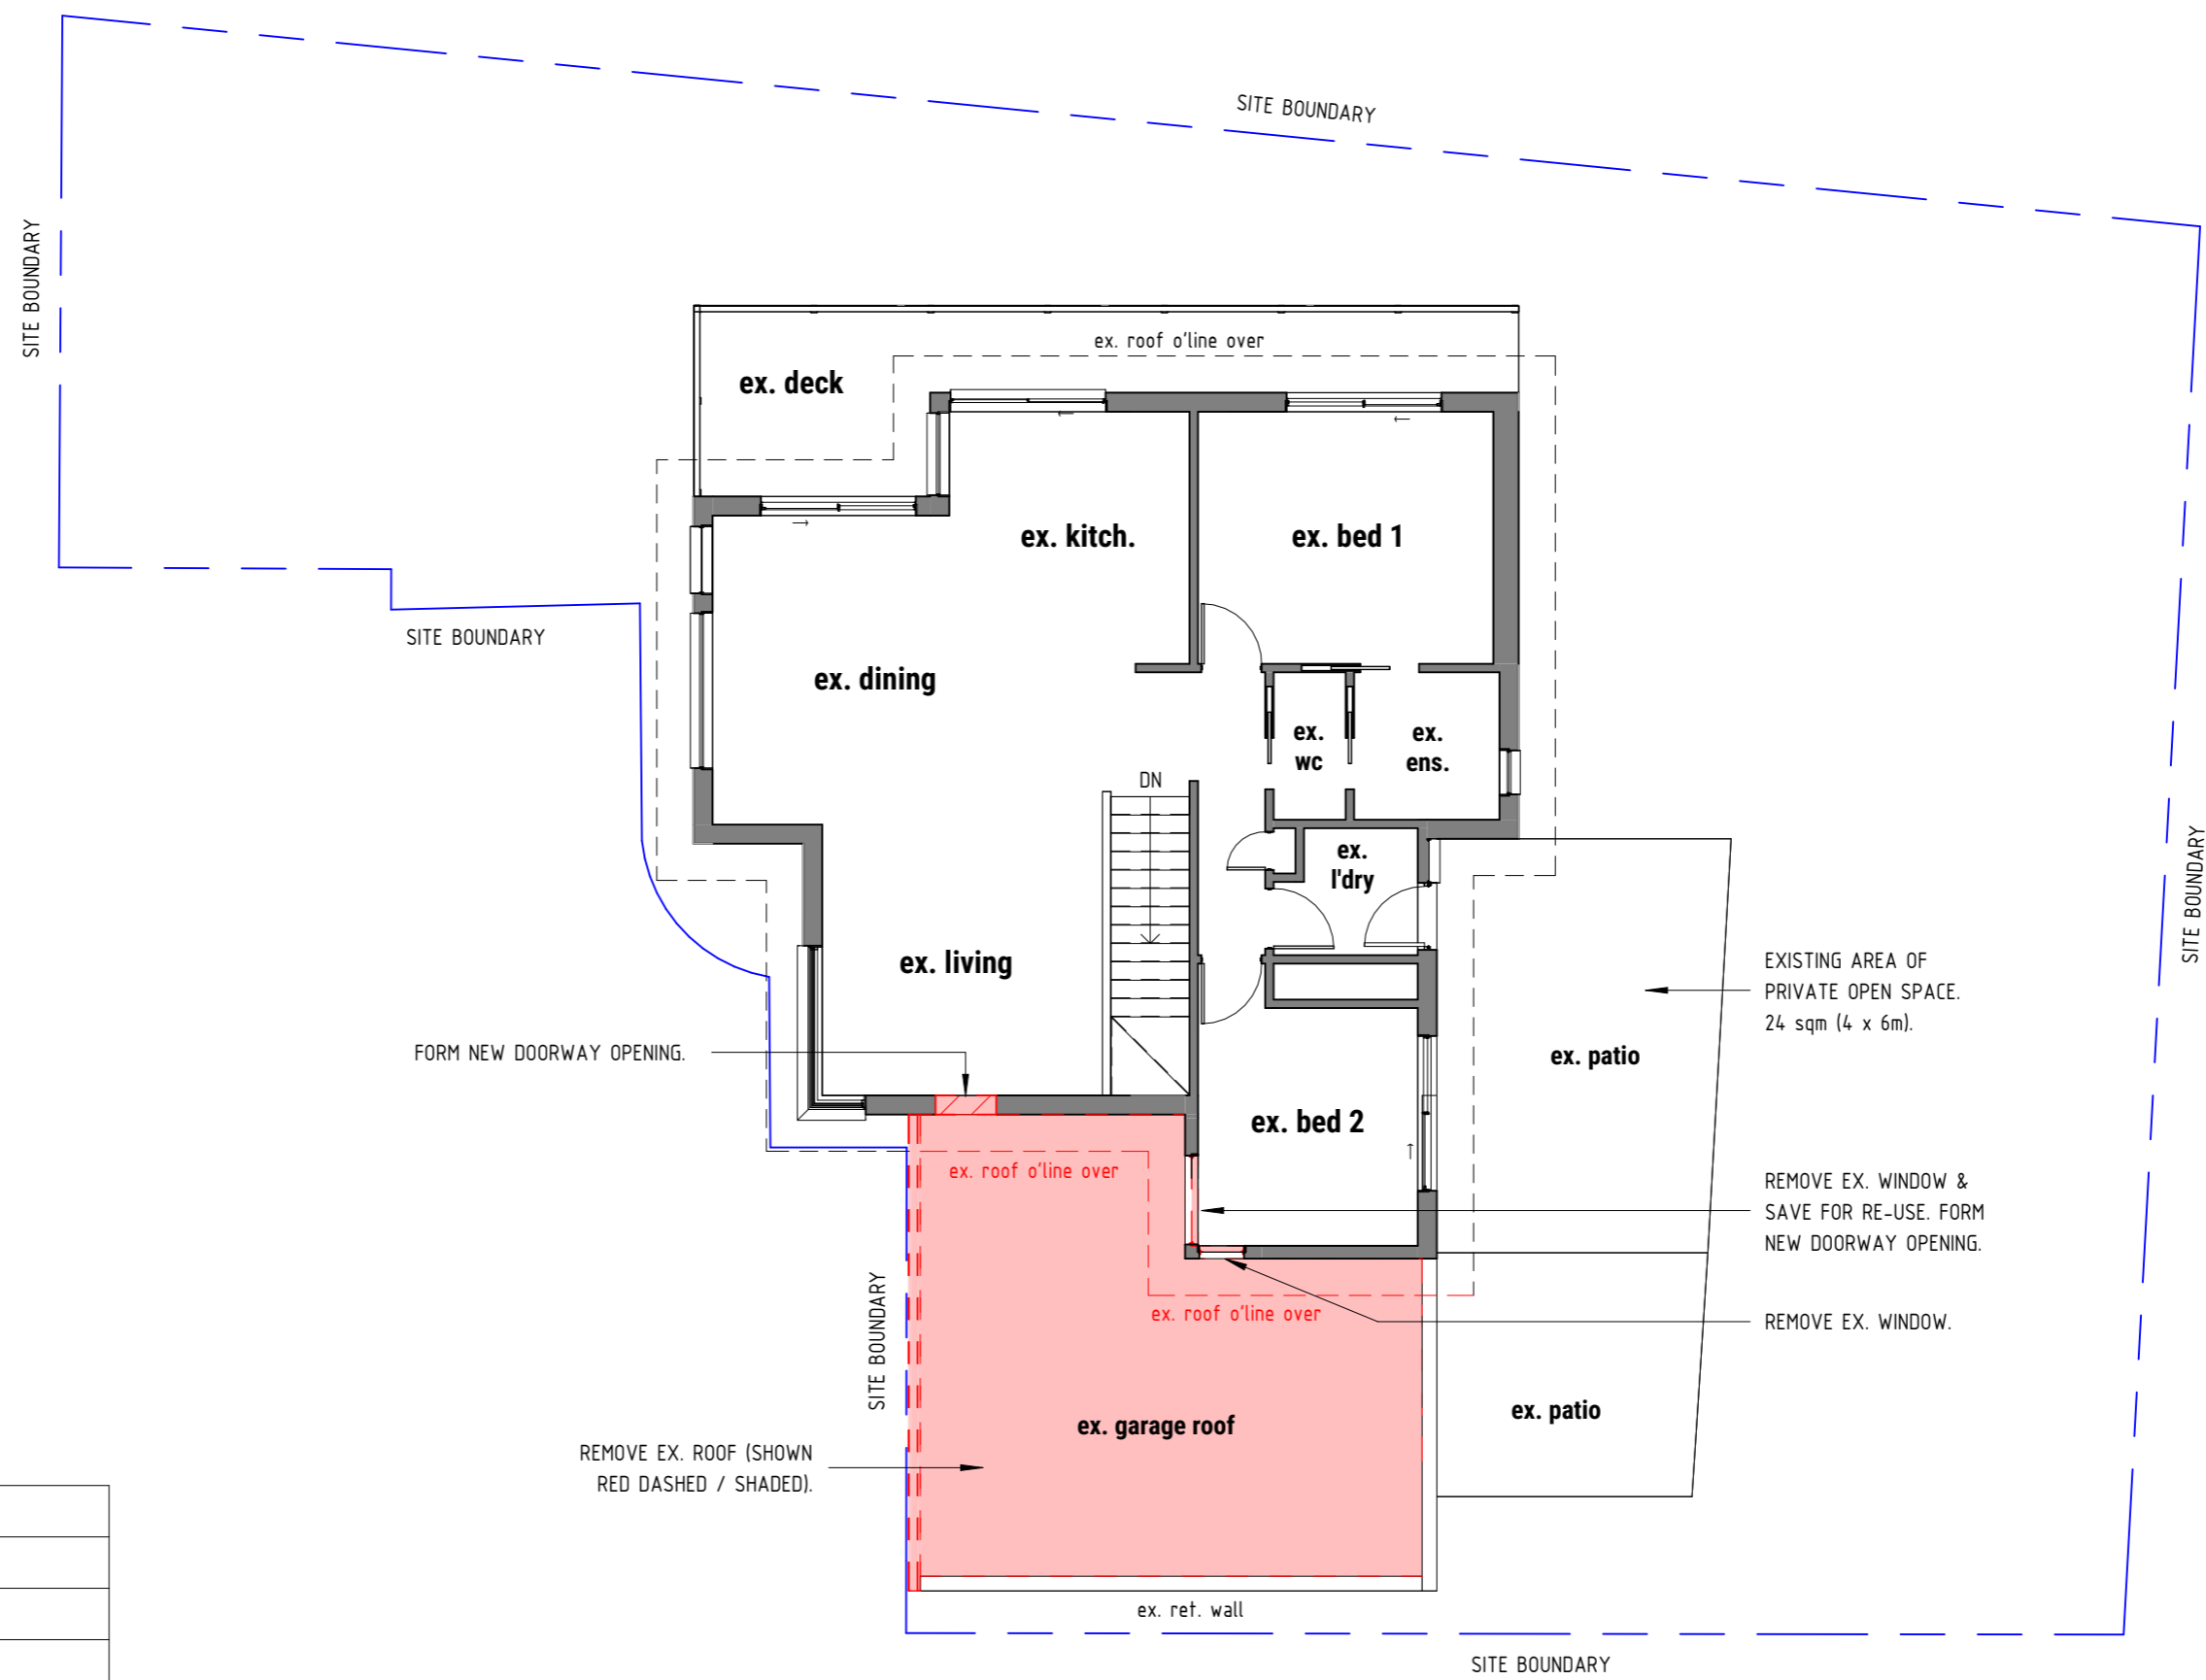 SITE BOUNDARY
SITE BOUNDARY
ex. roof o'line over
ex. deck
ex. kitch.
ex. bed 1
SITE BOUNDARY
ex. dining
ex.
wc
ex.
ens.
DN
ex.
l'dry
SITE BOUNDARY
ex. living
EXISTING AREA OF
PRIVATE OPEN SPACE.
24 sqm (4 x 6m).
FORM NEW DOORWAY OPENING.
ex. patio
ex. bed 2
ex. roof o'line over
REMOVE EX. WINDOW &
SAVE FOR RE-USE. FORM
NEW DOORWAY OPENING.
ex. roof o'line over
REMOVE EX. WINDOW.
SITE BOUNDARY
ex. garage roof
ex. patio
REMOVE EX. ROOF (SHOWN
RED DASHED / SHADED).
ex. ret. wall
SITE BOUNDARY